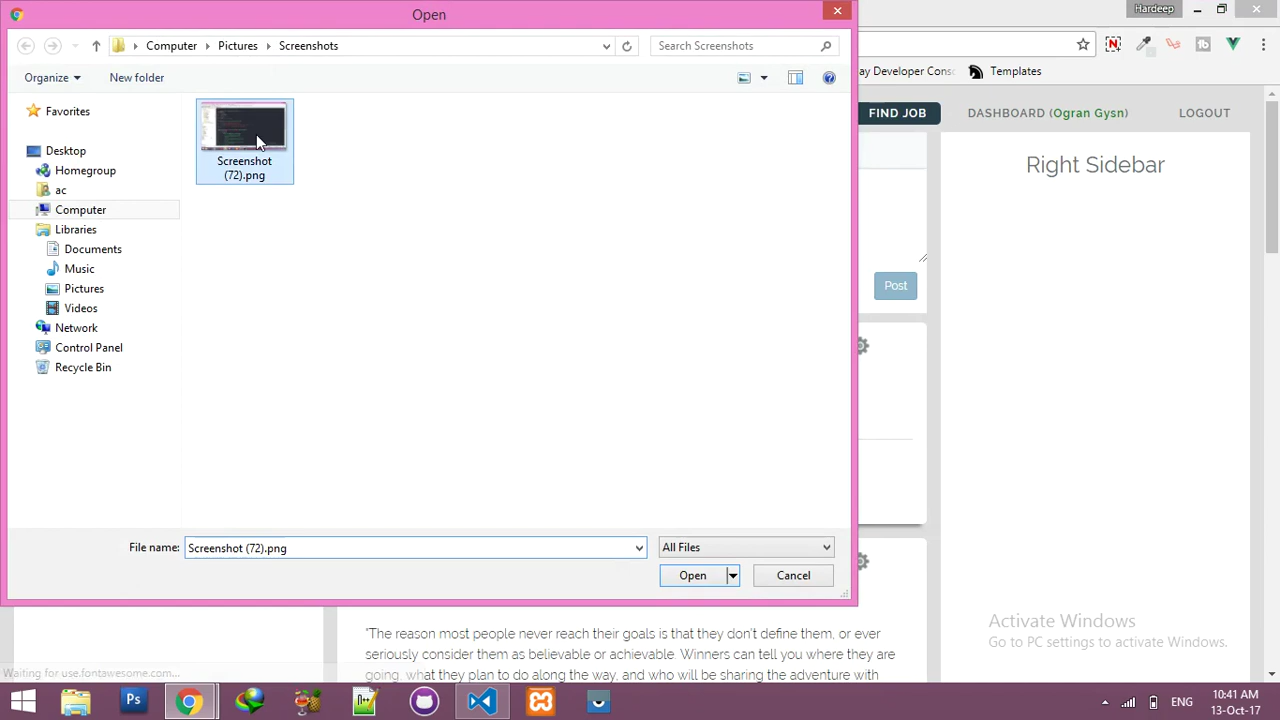 Open
Hardeep
Computer
Pictures
Screenshots
Search Screenshots
Organize
New folder
Templates
Favorites
Desktop
Homegroup
ac
Computer
Libraries
Documents
Music
Pictures
Videos
Network
Control Panel
Recycle Bin
Screenshot
(72).png
FIND JOB
DASHBOARD (Ogran Gysn)
LOGOUT
Right Sidebar
Post
File name:
Screenshot (72).png
All Files
Open
Cancel
"The reason most people never reach their goals is that they don't define them, or ever
seriously consider them as believable or achievable. Winners can tell you where they are
going, what they plan to do along the way, and who will be sharing the adventure with
Activate Windows
Go to PC settings to activate Windows.
Waiting for use.fontawesome.com...
Ps
ENG
10:41 AM
13-Oct-17